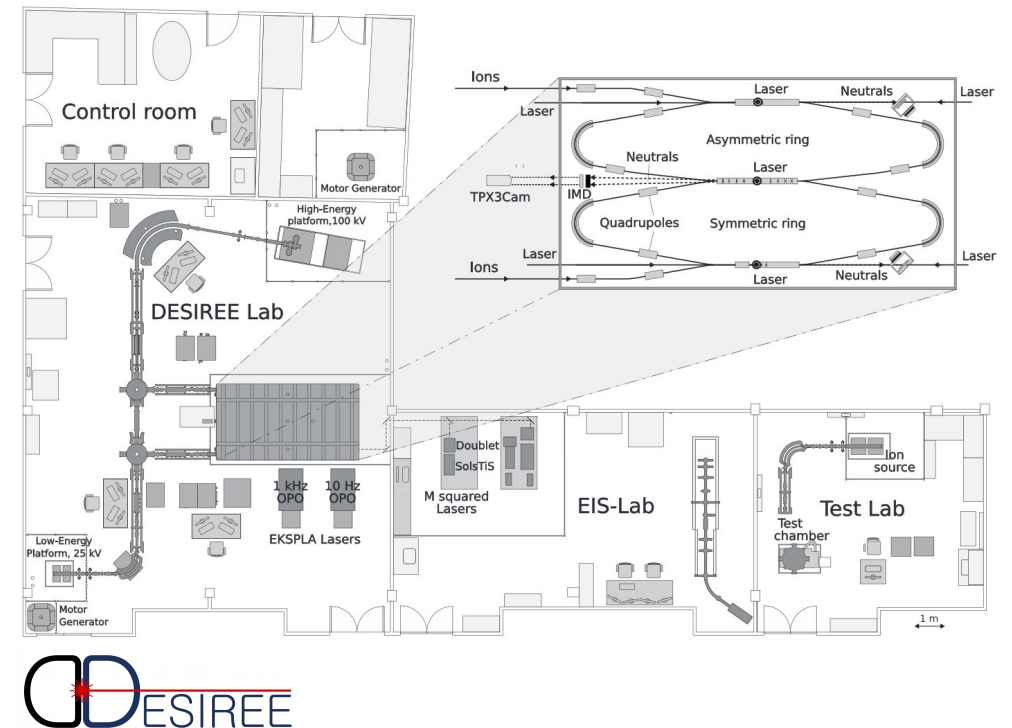 Control room
Motor Generator
High-Energy
platform,100 kV
DESIREE Lab
1 kHz
OPO
10 Hz
OPO
EKSPLA Lasers
Low-Energy
Platform, 25 kV
Motor
Generator
Ions
Laser
Laser
Neutrals
Laser
Asymmetric ring
Neutrals
Laser
TPX3Cam
IMD
Quadrupoles
Symmetric ring
Laser
Ions
Laser
Neutrals
Laser
Doublet
SolsTiS
M squared
Lasers
EIS-Lab
Ion
source
Test Lab
Test
chamber
1 m
DESIREE